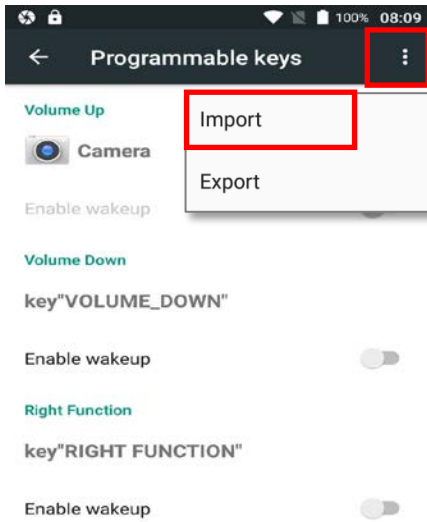 100% 08:09
Programmable keys
Volume Up
Import
Camera
Export
Enable wakeup
Volume Down
key"VOLUME_DOWN"
Enable wakeup
Right Function
key"RIGHT FUNCTION"
Enable wakeup